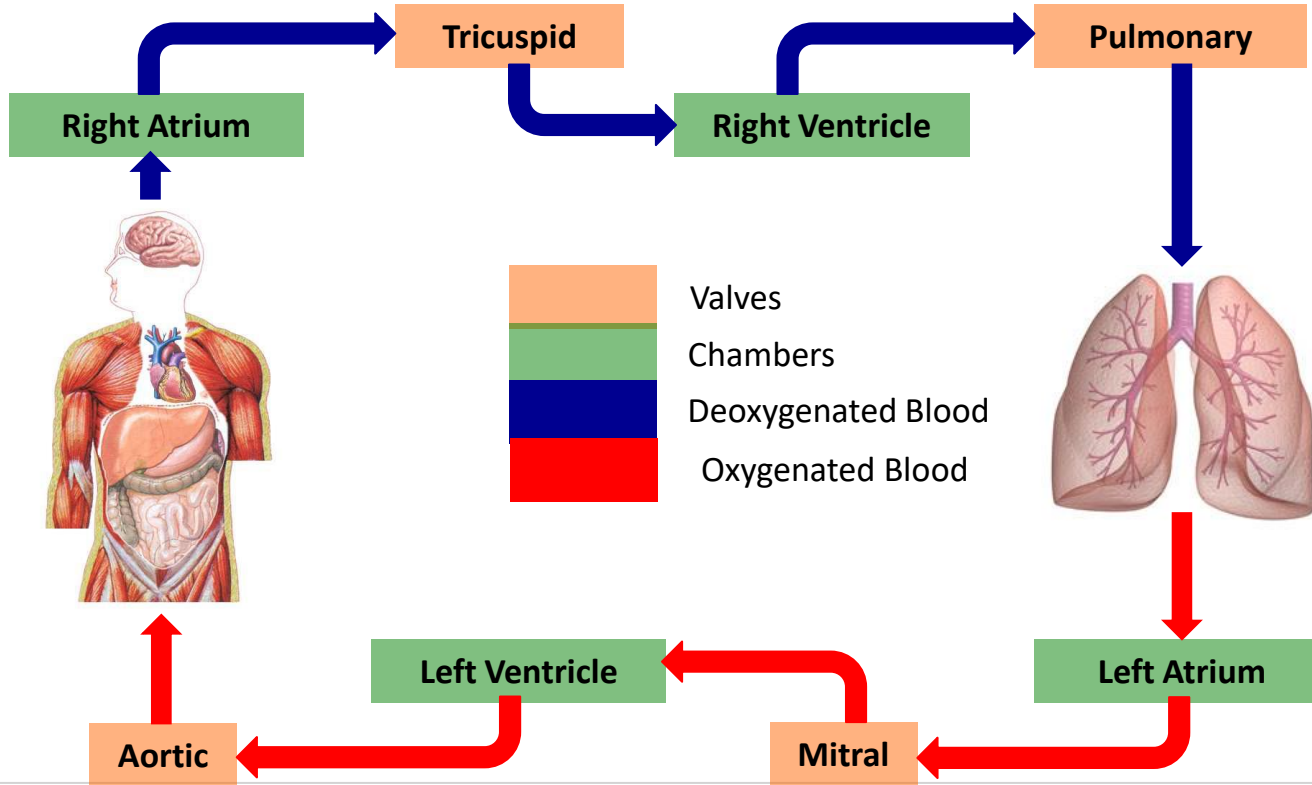 Tricuspid
Pulmonary
Right Atrium
Right Ventricle
Valves
Chambers
Deoxygenated Blood
Oxygenated Blood
Left Ventricle
Left Atrium
Aortic
Mitral